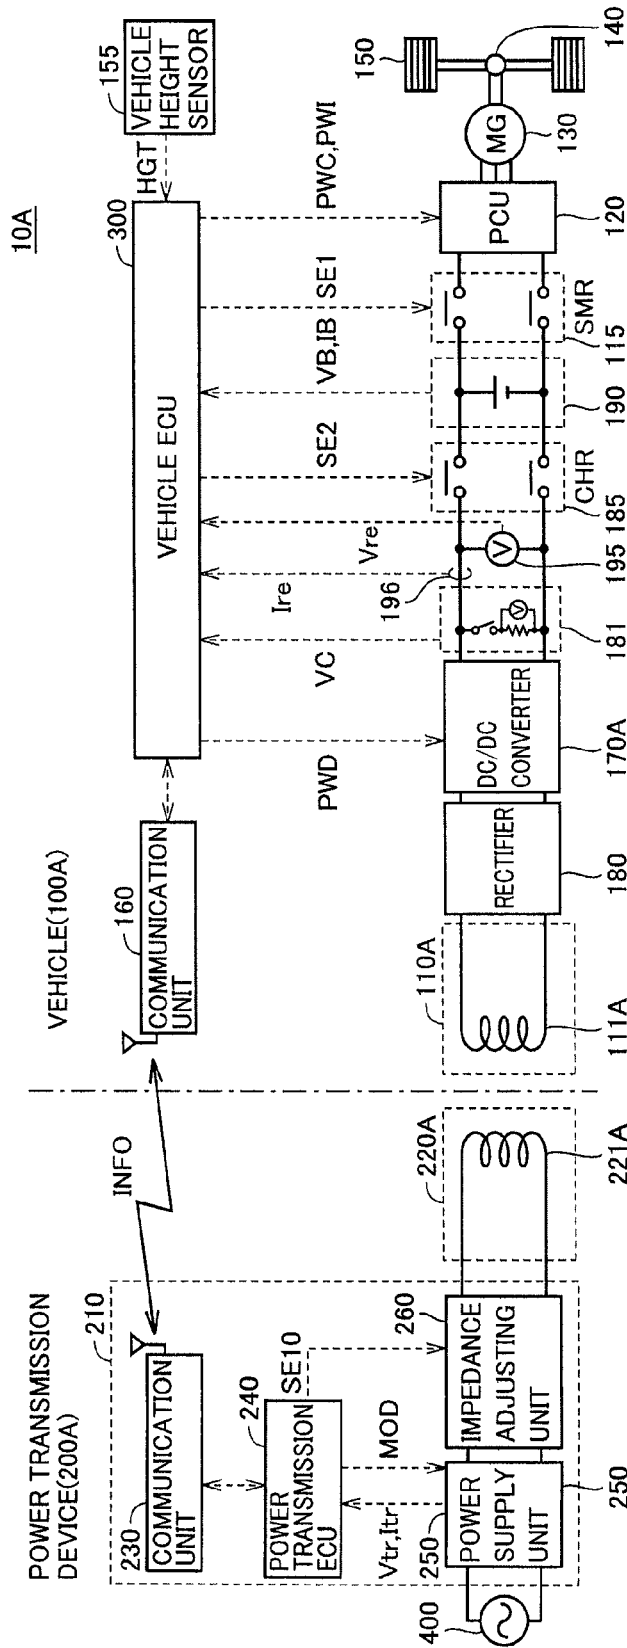 10A
POWER TRANSMISSION
DEVICE(200A)
VEHICLE(100A)
210
INFO
230
COMMUNICATION
UNIT
160
COMMUNICATION
UNIT
300
VEHICLE ECU
HGT
155
VEHICLE
HEIGHT
SENSOR
240
POWER
TRANSMISSION
ECU
SE10
MOD
Vtr,Itr
PWD
VC
Ire
Vre
SE2
VB,IB
SE1
PWC,PWI
400
250
POWER
SUPPLY
UNIT
250
260
IMPEDANCE
ADJUSTING
UNIT
220A
221A
110A
111A
RECTIFIER
180
DC/DC
CONVERTER
170A
V
181
196
V
195
CHR
185
190
SMR
115
PCU
120
MG
130
140
150